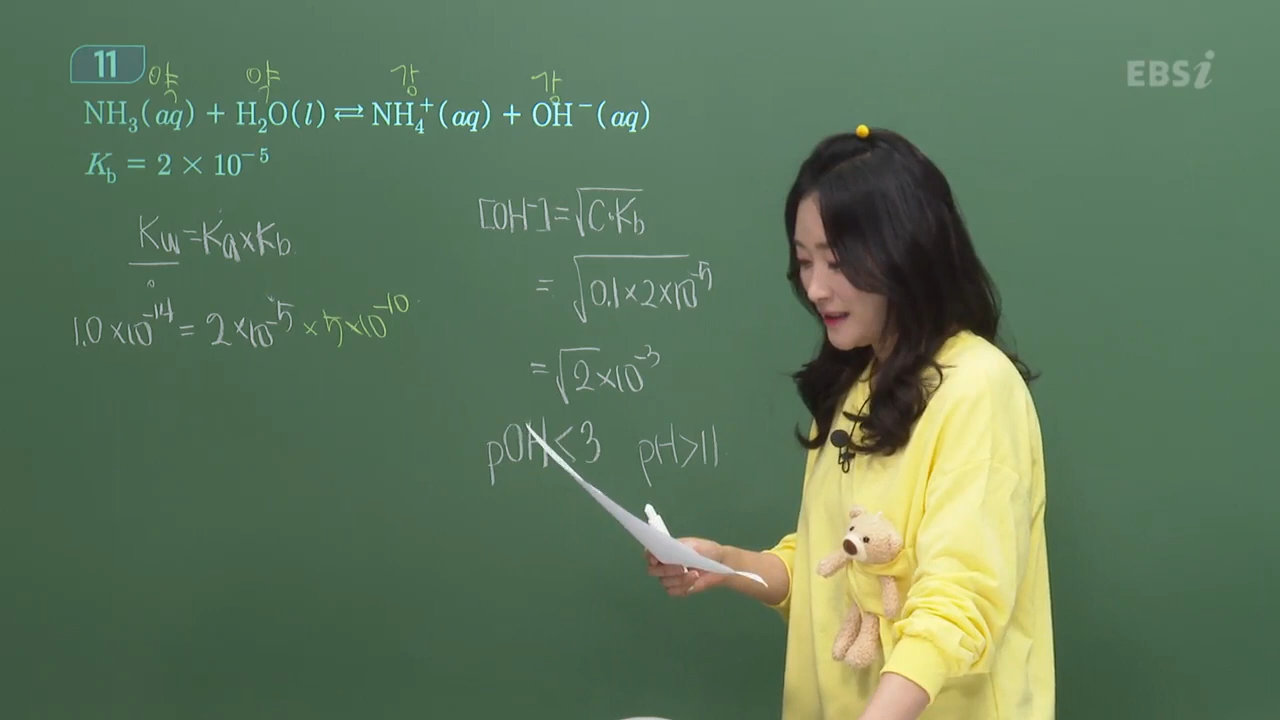 11
EBSi
약 약 강 강
NH₃(aq) + H₂O(l) ⇄ NH₄⁺(aq) + OH⁻(aq)
K_b = 2 × 10⁻⁵
Kw = Ka × Kb
1.0 × 10⁻¹⁴ = 2 × 10⁻⁵ × 5 × 10⁻¹⁰
[OH⁻] = √(C·Kb)
= √(0.1 × 2 × 10⁻⁵)
= √2 × 10⁻³
pOH < 3 pH > 11